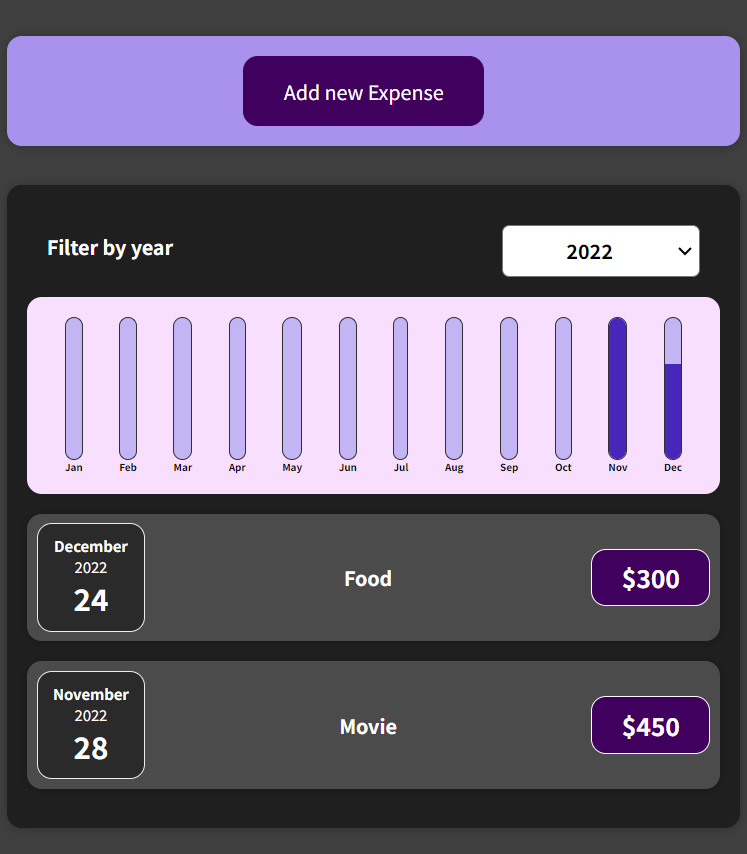 Add new Expense
Filter by year
2022
Jan Feb Mar Apr May Jun Jul Aug Sep Oct Nov Dec
December
2022
24
Food
$300
November
2022
28
Movie
$450